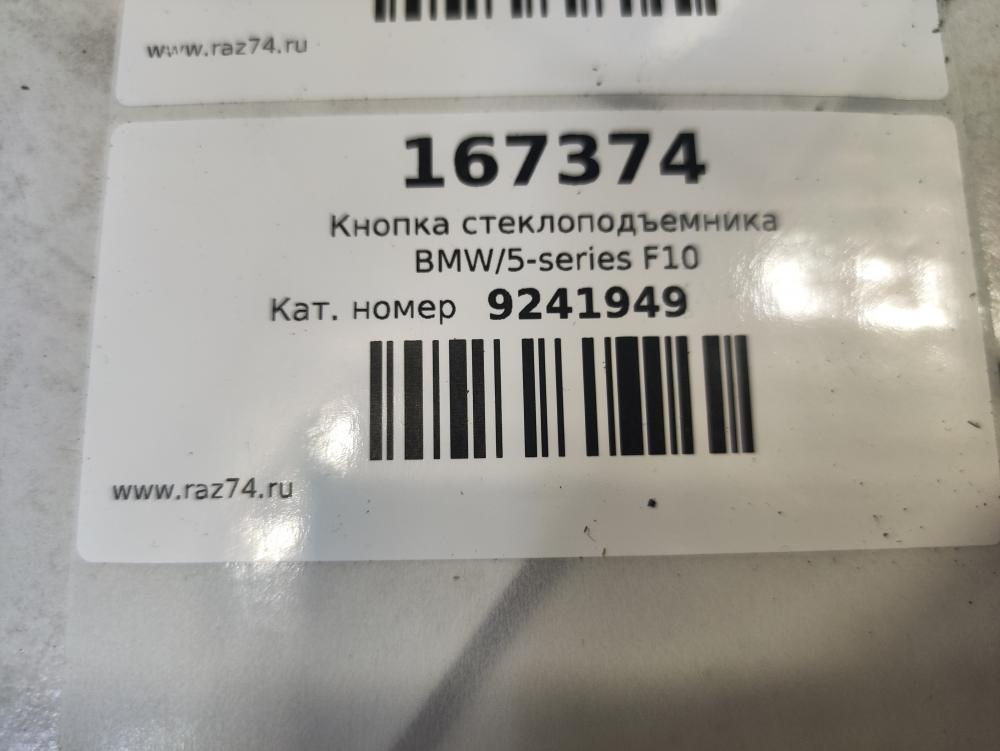 www.raz74.ru
167374
Кнопка стеклоподъемника
BMW/5-series F10
Кат. номер 9241949
www.raz74.ru